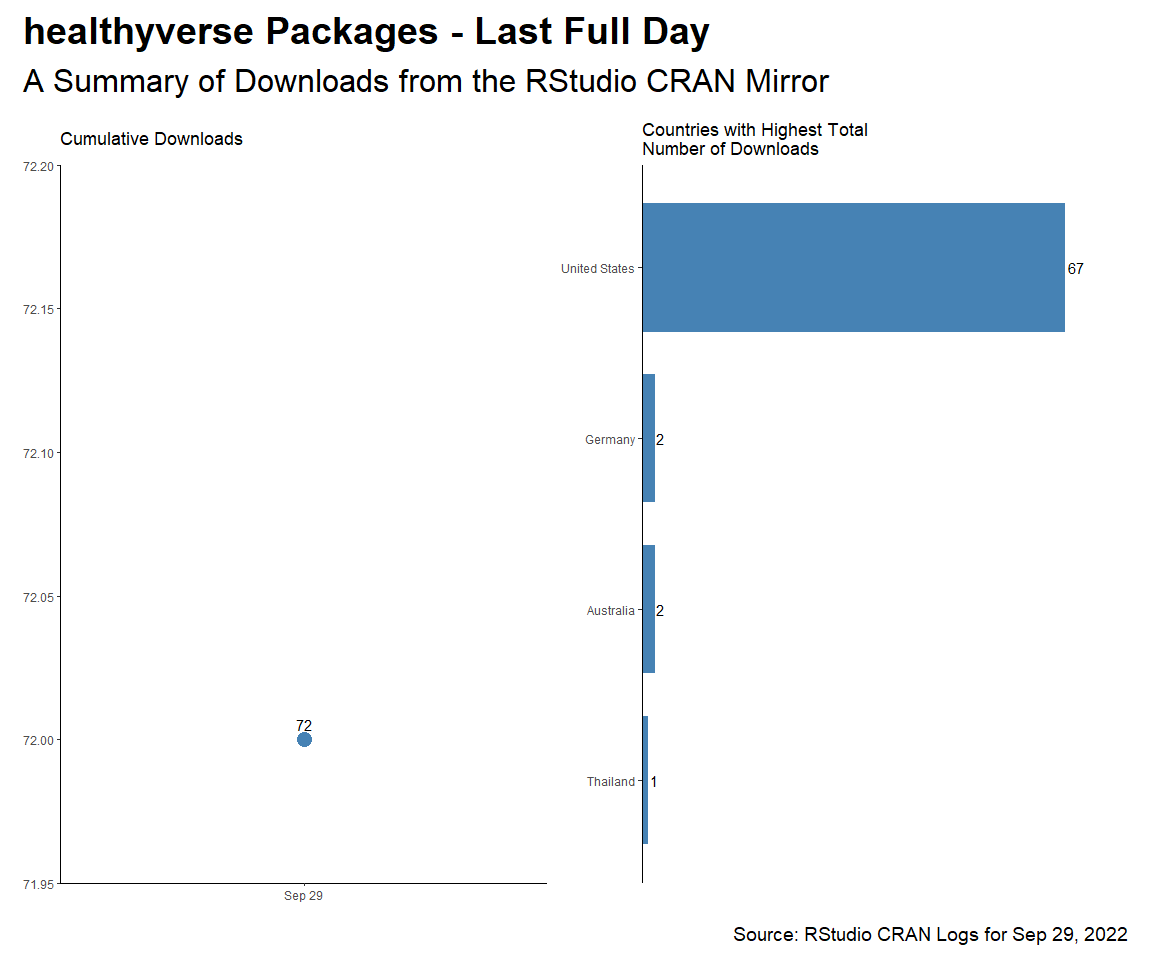 healthyverse Packages - Last Full Day
A Summary of Downloads from the RStudio CRAN Mirror
Cumulative Downloads
72.20
72.15
72.10
72.05
72.00
71.95
72
Sep 29
Countries with Highest Total
Number of Downloads
United States
67
Germany
2
Australia
2
Thailand
1
Source: RStudio CRAN Logs for Sep 29, 2022